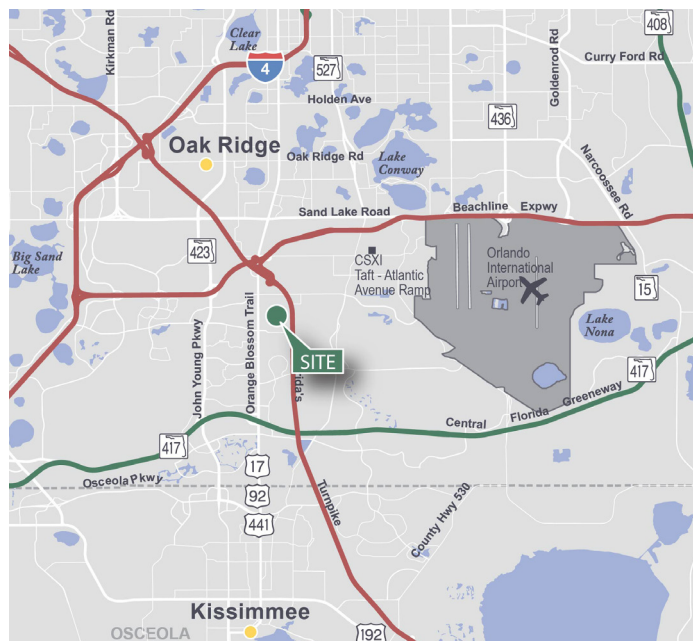 Kirkman Rd
Clear
Lake
4
527
Goldenrod Rd
408
Curry Ford Rd
Holden Ave
436
Oak Ridge
Oak Ridge Rd
Lake
Conway
Narcoossee Rd
Sand Lake Road
Beachline Expwy
Big Sand
Lake
423
CSXI
Taft - Atlantic
Avenue Ramp
Orlando
International
Airport
15
John Young Pkwy
Orange Blossom Trail
SITE
ida's
Lake
Nona
417
Central Florida Greeneway
417
Osceola Pkwy
17
92
441
Turnpike
County Hwy 530
Kissimmee
OSCEOLA
192